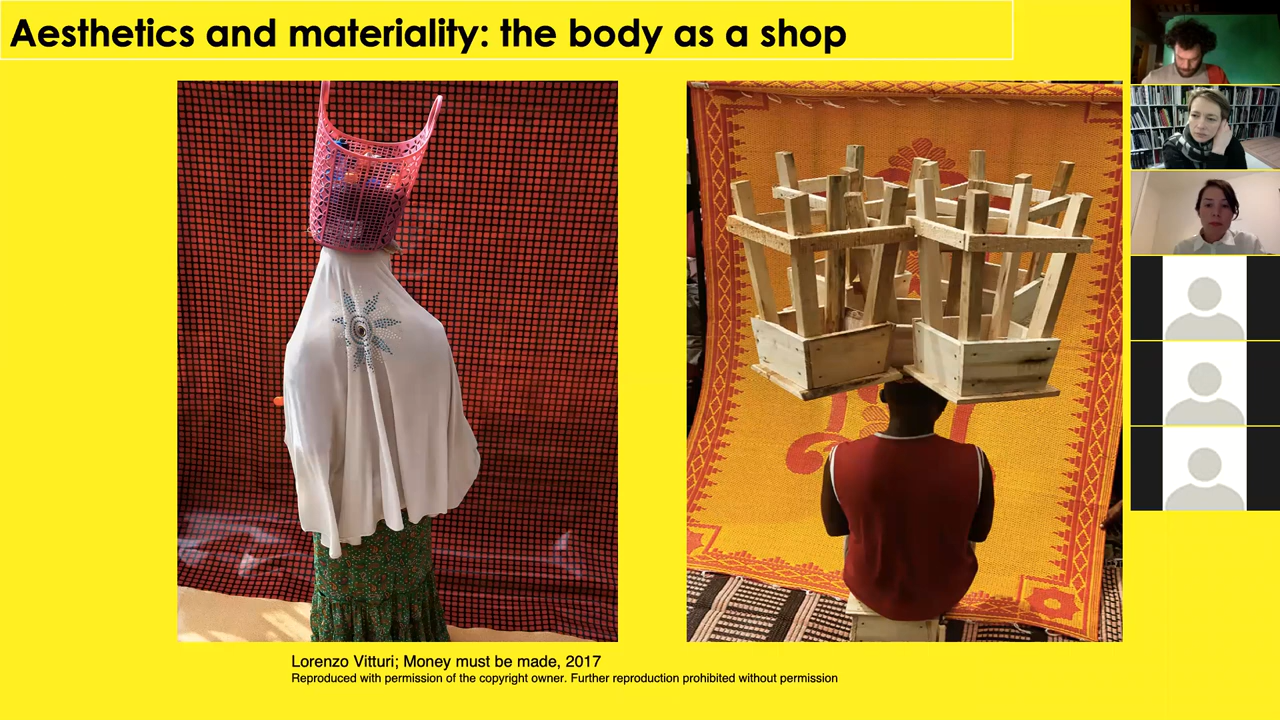 Aesthetics and materiality: the body as a shop
Lorenzo Vitturi; Money must be made, 2017
Reproduced with permission of the copyright owner. Further reproduction prohibited without permission